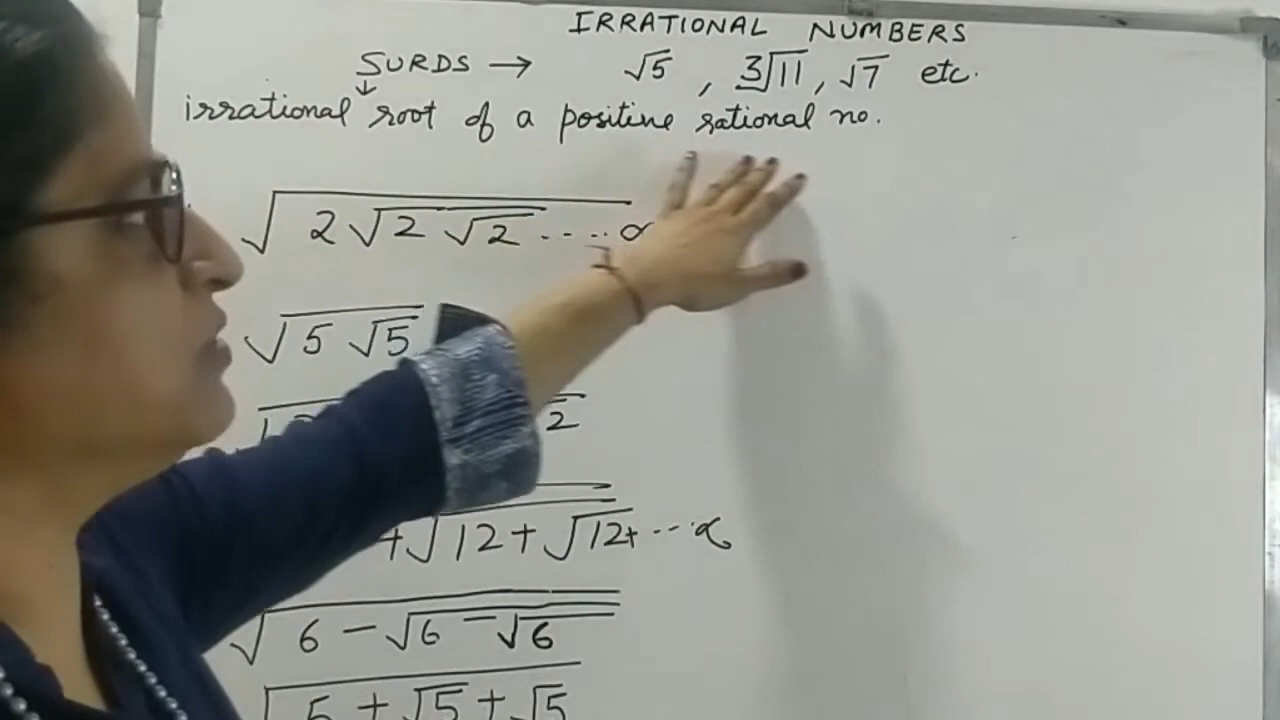 IRRATIONAL NUMBERS
SURDS → √5 , 3√11, √7 etc.
↓
irrational root of a positive rational no.
√2√2√2 ..... ∝
√5√5
2
+√12+√12+ ...∝
√6-√6-√6
√5+√5+√5